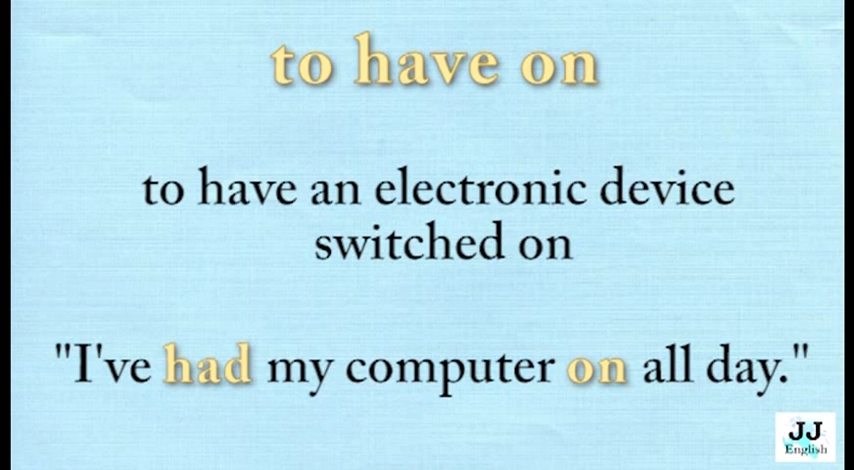 to have on
to have an electronic device
switched on
"I've had my computer on all day."
JJ
English